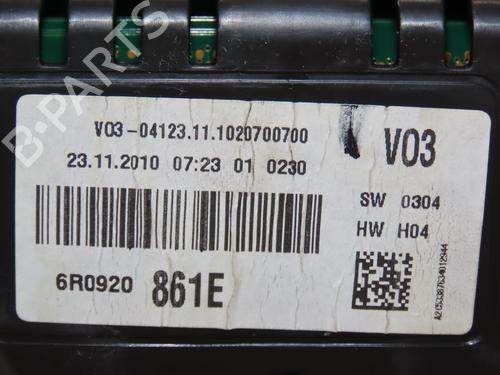 V03-04123.11.1020700700
23.11.2010 07:23 01 0230
V03
SW 0304
HW H04
6R0920 861E
A2C53387634012944
B-PARTS